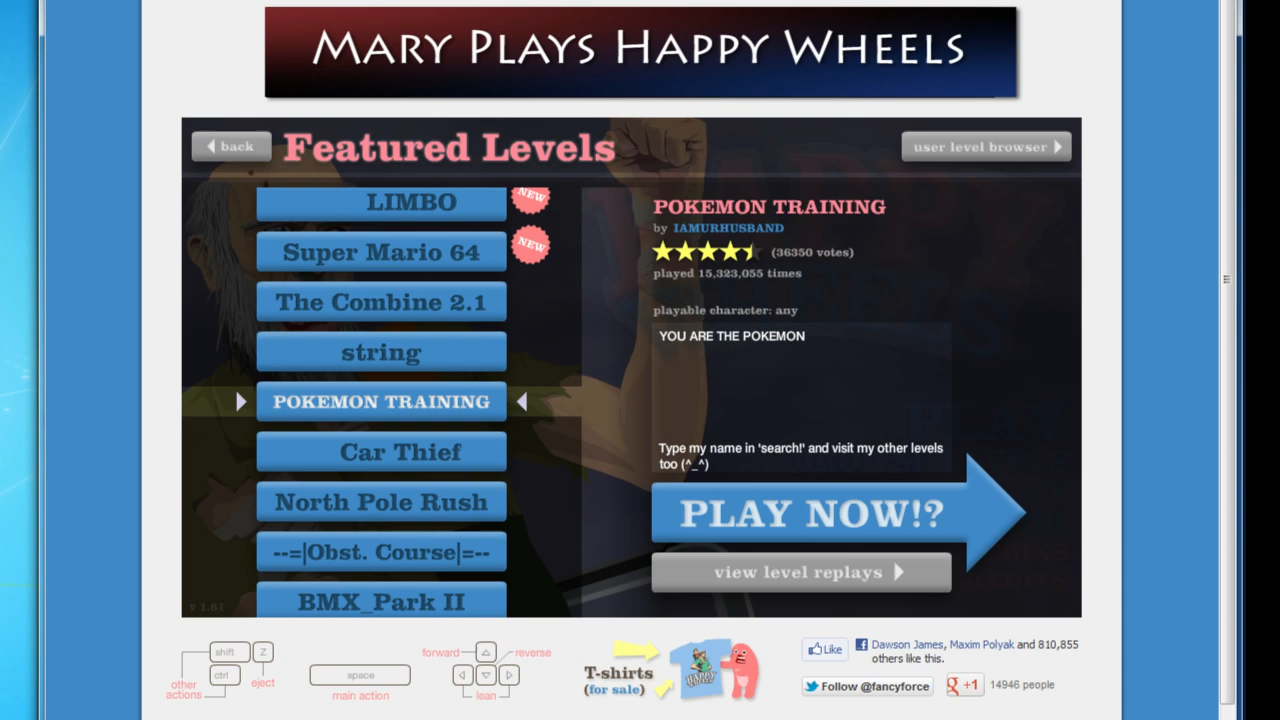 MARY PLAYS HAPPY WHEELS
back
Featured Levels
user level browser
LIMBO
NEW
Super Mario 64
NEW
The Combine 2.1
string
POKEMON TRAINING
Car Thief
North Pole Rush
--=|Obst. Course|=--
BMX_Park II
v 1.61
POKEMON TRAINING
by IAMURHUSBAND
(36350 votes)
played 15,323,055 times
playable character: any
YOU ARE THE POKEMON
Type my name in 'search!' and visit my other levels
too (^_^)
PLAY NOW!?
view level replays
shift
Z
ctrl
other
actions
eject
space
main action
forward
reverse
lean
T-shirts
(for sale)
Like
Dawson James, Maxim Polyak and 810,855
others like this.
Follow @fancyforce
+1
14946 people